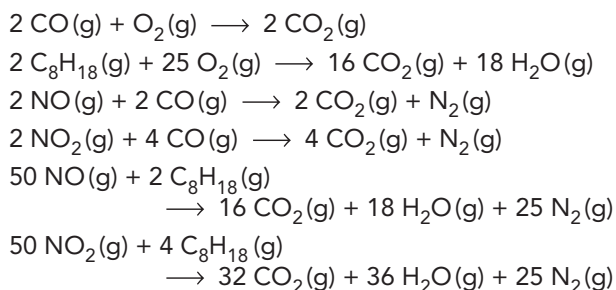 2 CO(g) + O₂(g) ⟶ 2 CO₂(g)
2 C₈H₁₈(g) + 25 O₂(g) ⟶ 16 CO₂(g) + 18 H₂O(g)
2 NO(g) + 2 CO(g) ⟶ 2 CO₂(g) + N₂(g)
2 NO₂(g) + 4 CO(g) ⟶ 4 CO₂(g) + N₂(g)
50 NO(g) + 2 C₈H₁₈(g)
⟶ 16 CO₂(g) + 18 H₂O(g) + 25 N₂(g)
50 NO₂(g) + 4 C₈H₁₈(g)
⟶ 32 CO₂(g) + 36 H₂O(g) + 25 N₂(g)